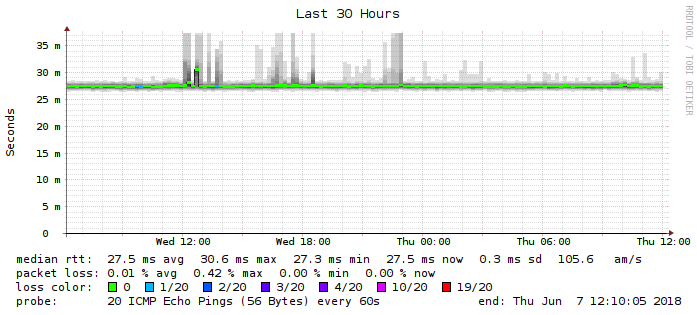 Last 30 Hours
RRDTOOL / TOBI OETIKER
Seconds
35 m
30 m
25 m
20 m
15 m
10 m
5 m
0
Wed 12:00 Wed 18:00 Thu 00:00 Thu 06:00 Thu 12:00
median rtt: 27.5 ms avg 30.6 ms max 27.3 ms min 27.5 ms now 0.3 ms sd 105.6 am/s
packet loss: 0.01 % avg 0.42 % max 0.00 % min 0.00 % now
loss color: 0 1/20 2/20 3/20 4/20 10/20 19/20
probe: 20 ICMP Echo Pings (56 Bytes) every 60s end: Thu Jun 7 12:10:05 2018